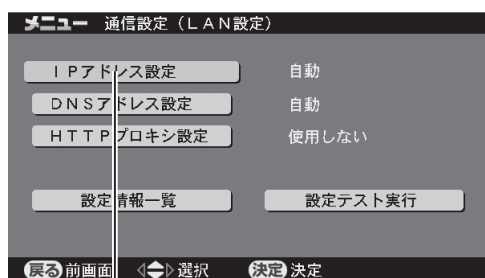 メニュー 通信設定（ＬＡＮ設定）
ＩＰアドレス設定 自動
ＤＮＳアドレス設定 自動
ＨＴＴＰプロキシ設定 使用しない
設定情報一覧 設定テスト実行
戻る 前画面 選択 決定 決定